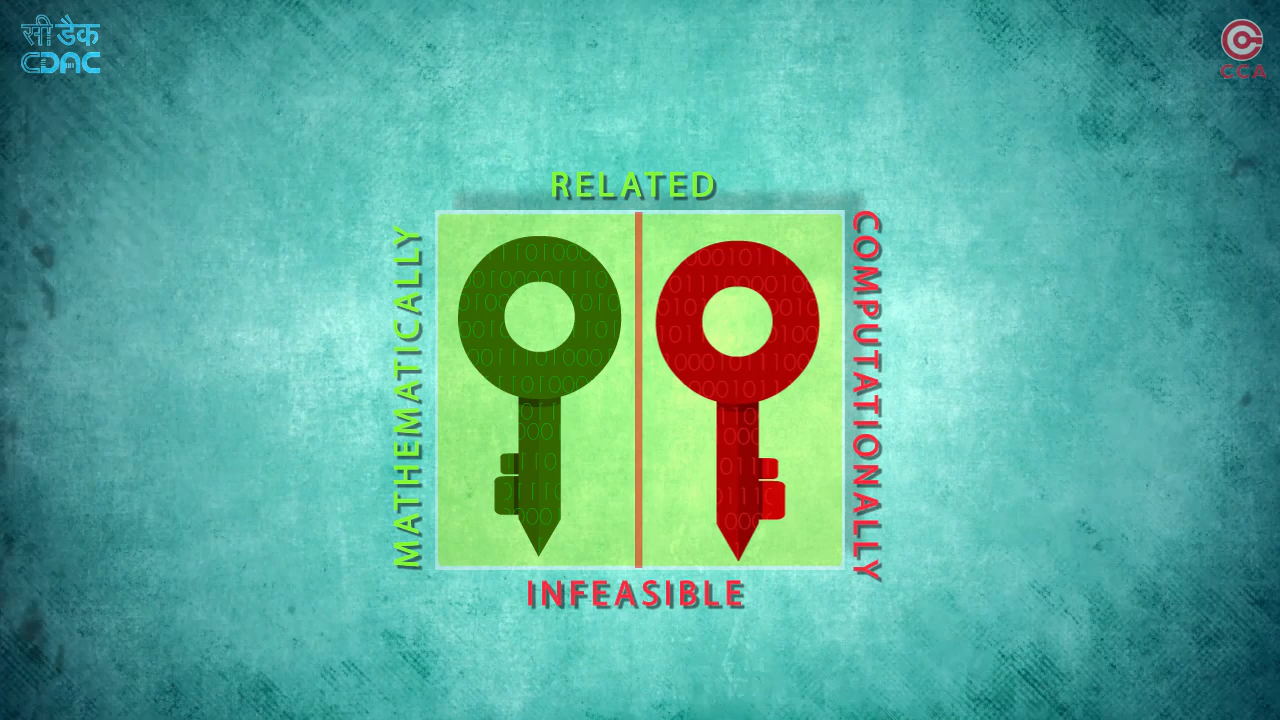 सी डैक
CDAC
CCA
MATHEMATICALLY
RELATED
COMPUTATIONALLY
INFEASIBLE